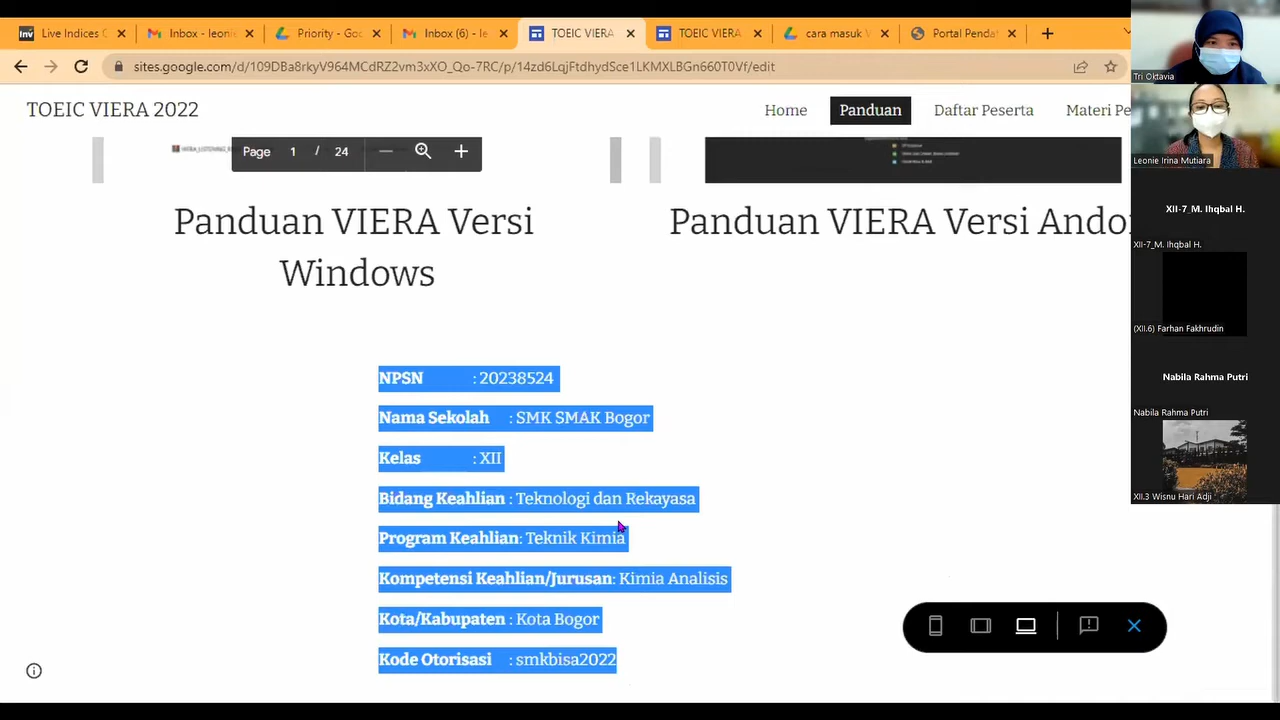 Live Indices
Inbox - leoni
Priority - Goo
Inbox (6) - le
TOEIC VIERA
TOEIC VIERA
cara masuk V
Portal Penda
sites.google.com/d/109DBa8rkyV964MCdRZ2vm3xXO_Qo-7RC/p/14zd6LqjFtdhydSce1LKMXLBGn660T0Vf/edit
TOEIC VIERA 2022
Home
Panduan
Daftar Peserta
Materi Pe
Page 1 / 24
Panduan VIERA Versi
Windows
Panduan VIERA Versi Andor
NPSN : 20238524
Nama Sekolah : SMK SMAK Bogor
Kelas : XII
Bidang Keahlian : Teknologi dan Rekayasa
Program Keahlian: Teknik Kimia
Kompetensi Keahlian/Jurusan: Kimia Analisis
Kota/Kabupaten : Kota Bogor
Kode Otorisasi : smkbisa2022
Tri Oktavia
Leonie Irina Mutiara
XII-7_M. Ihqbal H.
XII-7_M. Ihqbal H.
(XII.6) Farhan Fakhrudin
Nabila Rahma Putri
Nabila Rahma Putri
XII.3 Wisnu Hari Adji